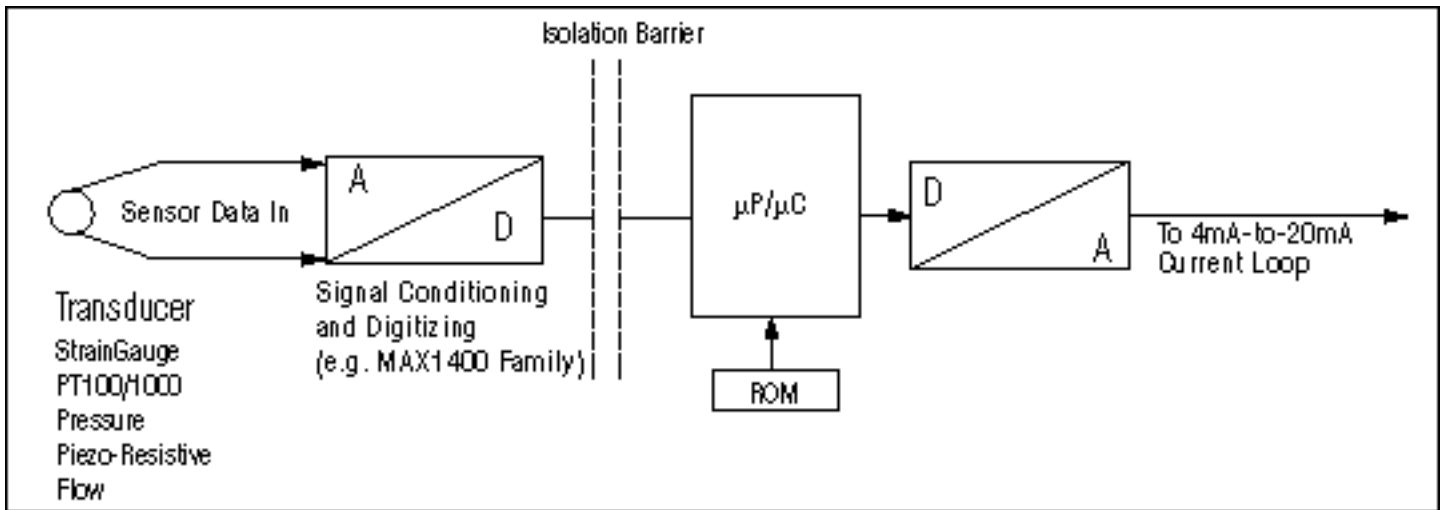 Isolation Barrier
A
D
Sensor Data In
μP/μC
D
A
To 4mA-to-20mA
Current Loop
Signal Conditioning
and Digitizing
(e.g. MAX1400 Family)
ROM
Transducer
StrainGauge
PT100/1000
Pressure
Piezo-Resistive
Flow